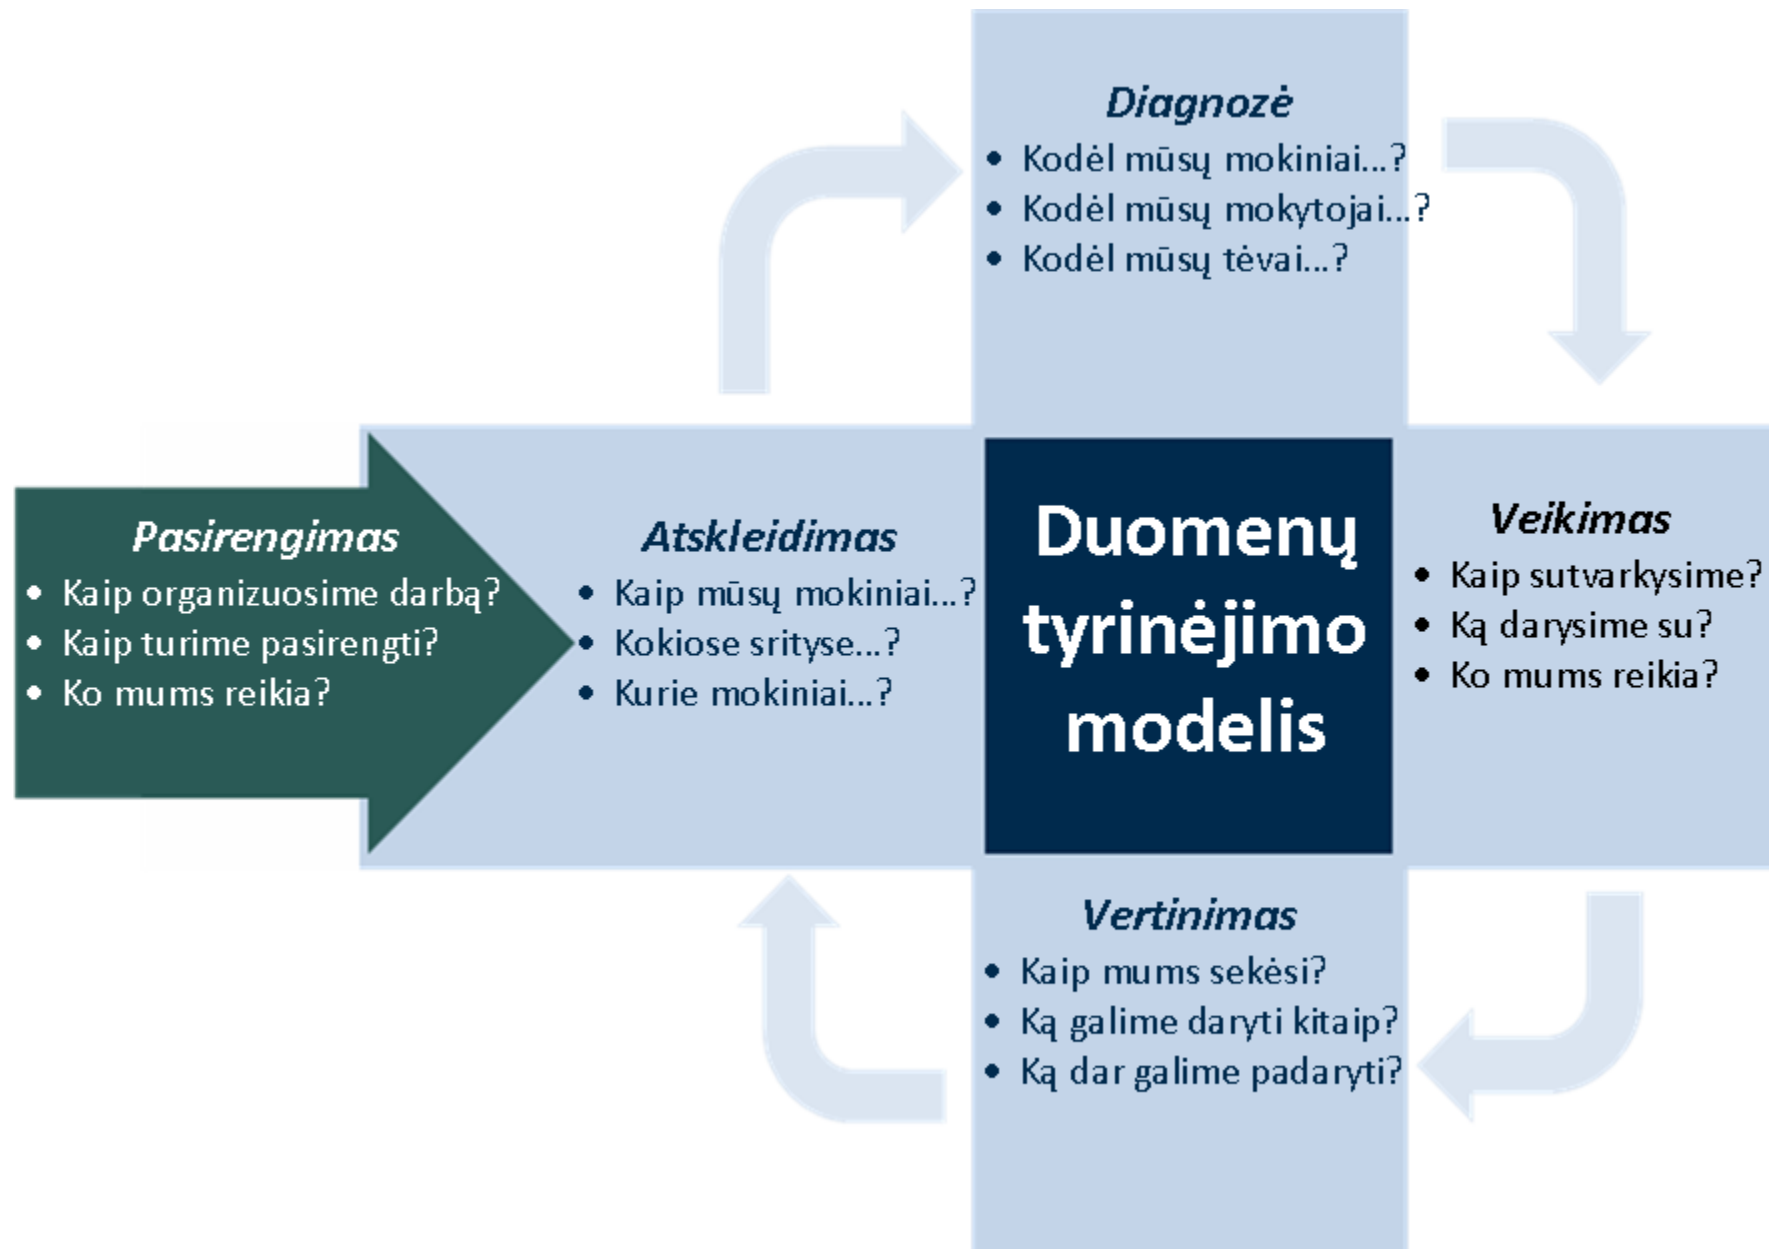 Diagnozė
• Kodėl mūsų mokiniai...?
• Kodėl mūsų mokytojai...?
• Kodėl mūsų tėvai...?
Pasirengimas
• Kaip organizuosime darbą?
• Kaip turime pasirengti?
• Ko mums reikia?
Atskleidimas
• Kaip mūsų mokiniai...?
• Kokiose srityse...?
• Kurie mokiniai...?
Duomenų
tyrinėjimo
modelis
Veikimas
• Kaip sutvarkysime?
• Ką darysime su?
• Ko mums reikia?
Vertinimas
• Kaip mums sekėsi?
• Ką galime daryti kitaip?
• Ką dar galime padaryti?